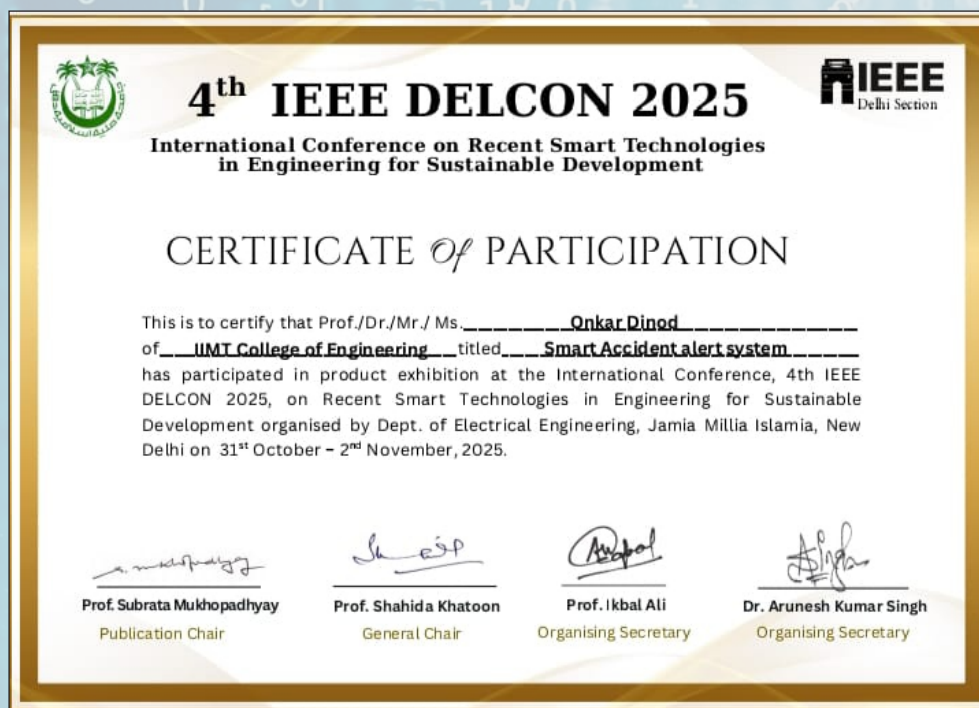 4th IEEE DELCON 2025
IEEE
Delhi Section
International Conference on Recent Smart Technologies
in Engineering for Sustainable Development
CERTIFICATE Of PARTICIPATION
This is to certify that Prof./Dr./Mr./ Ms. Onkar Dinod
of IIMT College of Engineering titled Smart Accident alert system
has participated in product exhibition at the International Conference, 4th IEEE
DELCON 2025, on Recent Smart Technologies in Engineering for Sustainable
Development organised by Dept. of Electrical Engineering, Jamia Millia Islamia, New
Delhi on 31st October – 2nd November, 2025.
Prof. Subrata Mukhopadhyay
Publication Chair
Prof. Shahida Khatoon
General Chair
Prof. Ikbal Ali
Organising Secretary
Dr. Arunesh Kumar Singh
Organising Secretary